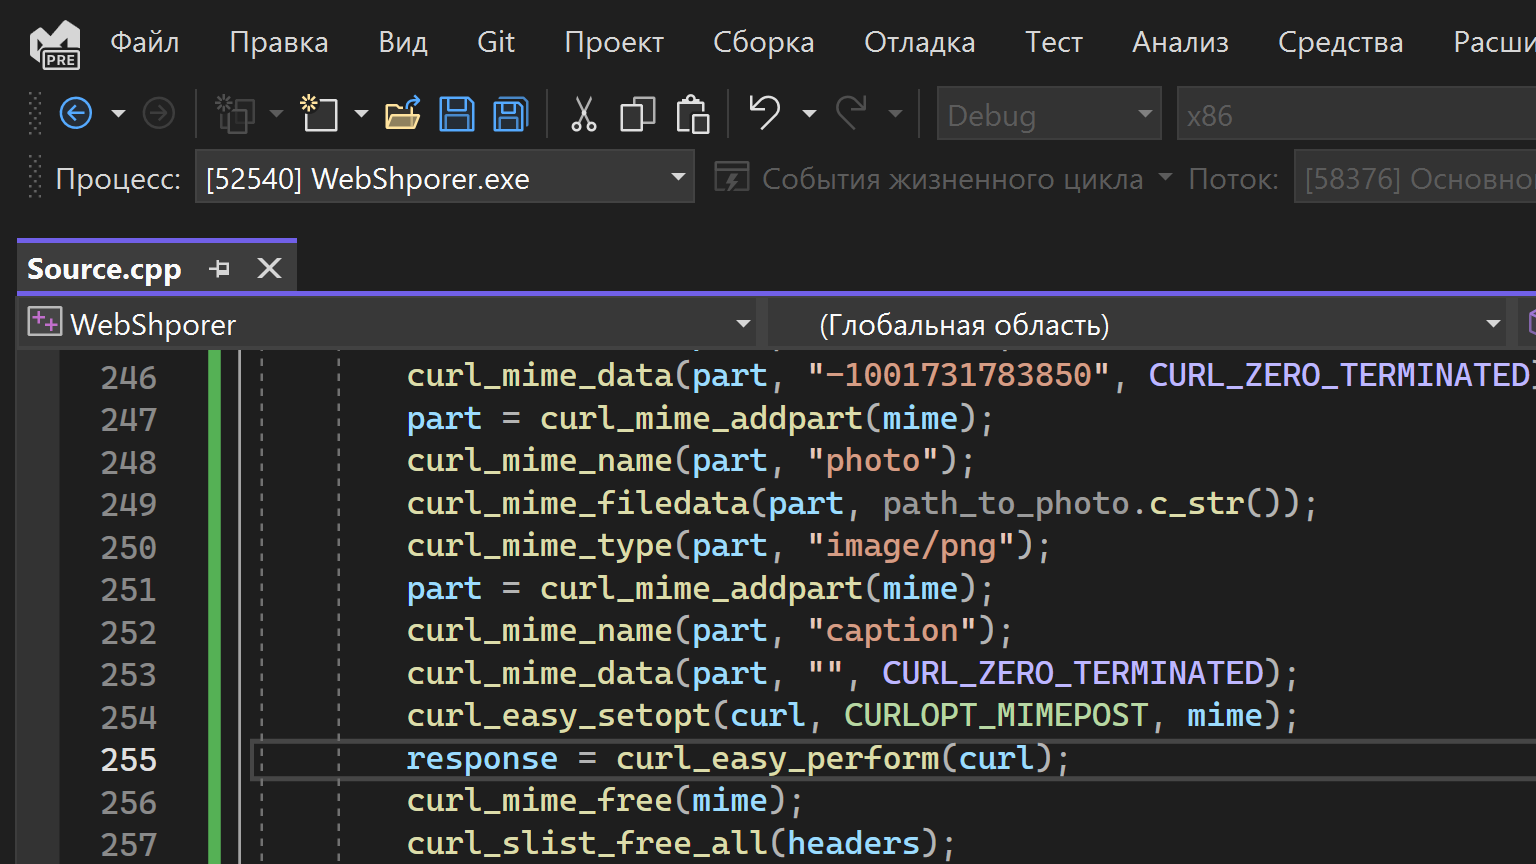 PRE Файл Правка Вид Git Проект Сборка Отладка Тест Анализ Средства Расши
Debug x86
Процесс: [52540] WebShporer.exe События жизненного цикла Поток: [58376] Основно
Source.cpp
WebShporer (Глобальная область)
246 curl_mime_data(part, "-1001731783850", CURL_ZERO_TERMINATED)
247 part = curl_mime_addpart(mime);
248 curl_mime_name(part, "photo");
249 curl_mime_filedata(part, path_to_photo.c_str());
250 curl_mime_type(part, "image/png");
251 part = curl_mime_addpart(mime);
252 curl_mime_name(part, "caption");
253 curl_mime_data(part, "", CURL_ZERO_TERMINATED);
254 curl_easy_setopt(curl, CURLOPT_MIMEPOST, mime);
255 response = curl_easy_perform(curl);
256 curl_mime_free(mime);
257 curl_slist_free_all(headers);